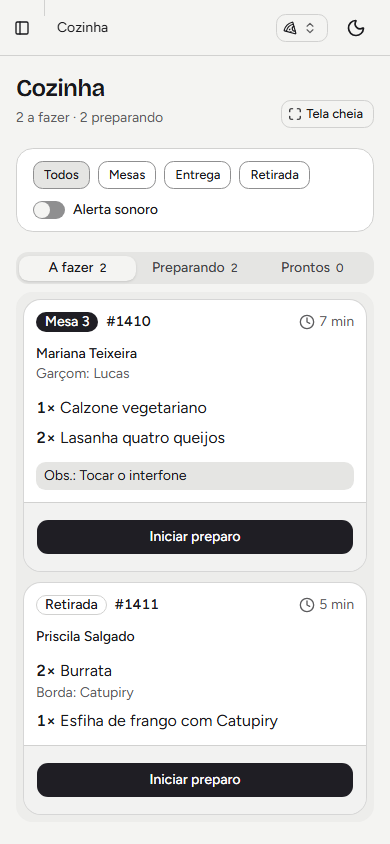 Cozinha
Cozinha
2 a fazer · 2 preparando
Tela cheia
Todos
Mesas
Entrega
Retirada
Alerta sonoro
A fazer 2
Preparando 2
Prontos 0
Mesa 3 #1410 7 min
Mariana Teixeira
Garçom: Lucas
1× Calzone vegetariano
2× Lasanha quatro queijos
Obs.: Tocar o interfone
Iniciar preparo
Retirada #1411 5 min
Priscila Salgado
2× Burrata
Borda: Catupiry
1× Esfiha de frango com Catupiry
Iniciar preparo